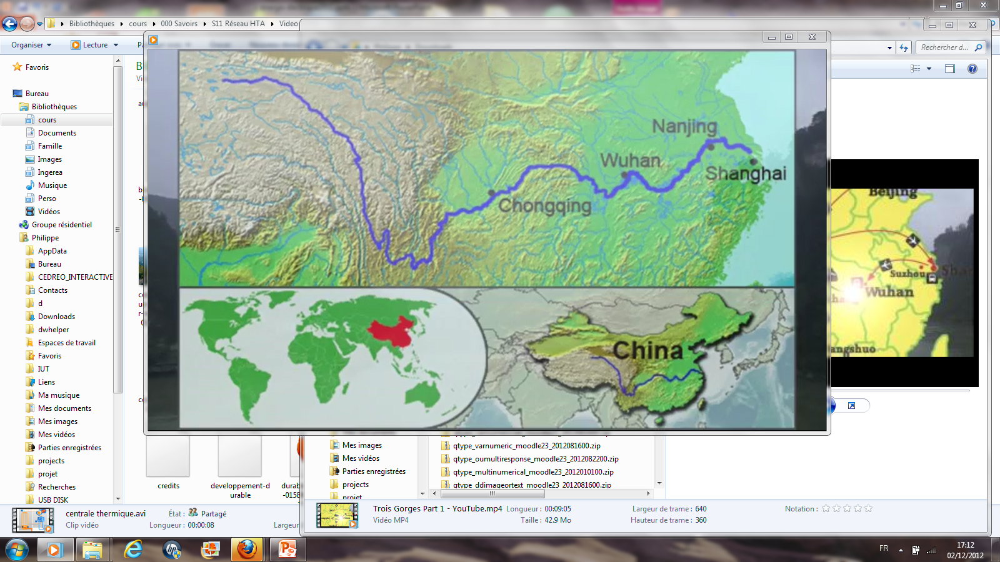 Bibliothèques
cours
000 Savoirs
S11 Réseau HTA
Video
Organiser
Lecture
Rechercher d...
Favoris
Bureau
Bibliothèques
cours
Documents
Famille
Images
Ingerea
Musique
Perso
Vidéos
Groupe résidentiel
Philippe
AppData
Bureau
CEDREO_INTERACTIVE
Contacts
d
Downloads
dwhelper
Espaces de travail
Favoris
IUT
Liens
Ma musique
Mes documents
Mes images
Mes vidéos
Parties enregistrées
projects
projet
Recherches
USB DISK
Nanjing
Wuhan
Shanghai
Chongqing
China
Beijing
Suzhou
Wuhan
Mes images
Mes vidéos
Parties enregistrées
projects
projet
qtype_varnumeric_moodle23_2012081600.zip
qtype_oumultiresponse_moodle23_2012082200.zip
qtype_multinumerical_moodle23_2012010100.zip
qtype_ddimageortext_moodle23_2012081600.zip
credits
developpement-d
urable
centrale thermique.avi
Clip vidéo
État : Partagé
Longueur : 00:00:08
Trois Gorges Part 1 - YouTube.mp4
Vidéo MP4
Longueur : 00:09:05
Taille : 42.9 Mo
Largeur de trame : 640
Hauteur de trame : 360
Notation :
FR
17:12
02/12/2012